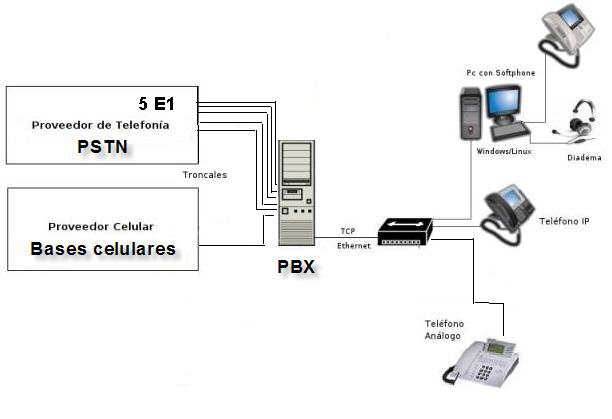 5 E1
Proveedor de Telefonía
PSTN
Troncales
Proveedor Celular
Bases celulares
PBX
TCP
Ethernet
Pc con Softphone
Windows/Linux
Diadema
Teléfono IP
Teléfono
Análogo